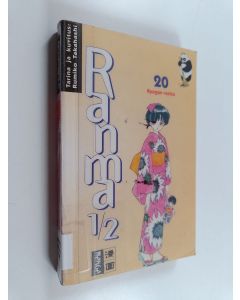 Tarina ja kuvitus:
Rumiko Takahashi
Ranma 1/2
20